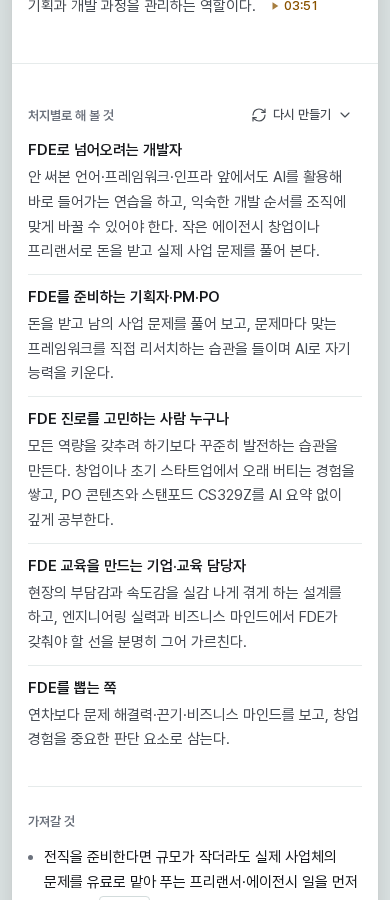 기획과 개발 과정을 관리하는 역할이다. ▶ 03:51
처지별로 해 볼 것
다시 만들기
FDE로 넘어오려는 개발자
안 써본 언어·프레임워크·인프라 앞에서도 AI를 활용해
바로 들어가는 연습을 하고, 익숙한 개발 순서를 조직에
맞게 바꿀 수 있어야 한다. 작은 에이전시 창업이나
프리랜서로 돈을 받고 실제 사업 문제를 풀어 본다.
FDE를 준비하는 기획자·PM·PO
돈을 받고 남의 사업 문제를 풀어 보고, 문제마다 맞는
프레임워크를 직접 리서치하는 습관을 들이며 AI로 자기
능력을 키운다.
FDE 진로를 고민하는 사람 누구나
모든 역량을 갖추려 하기보다 꾸준히 발전하는 습관을
만든다. 창업이나 초기 스타트업에서 오래 버티는 경험을
쌓고, PO 콘텐츠와 스탠포드 CS329Z를 AI 요약 없이
깊게 공부한다.
FDE 교육을 만드는 기업·교육 담당자
현장의 부담감과 속도감을 실감 나게 겪게 하는 설계를
하고, 엔지니어링 실력과 비즈니스 마인드에서 FDE가
갖춰야 할 선을 분명히 그어 가르친다.
FDE를 뽑는 쪽
연차보다 문제 해결력·끈기·비즈니스 마인드를 보고, 창업
경험을 중요한 판단 요소로 삼는다.
가져갈 것
• 전직을 준비한다면 규모가 작더라도 실제 사업체의
문제를 유료로 맡아 푸는 프리랜서·에이전시 일을 먼저